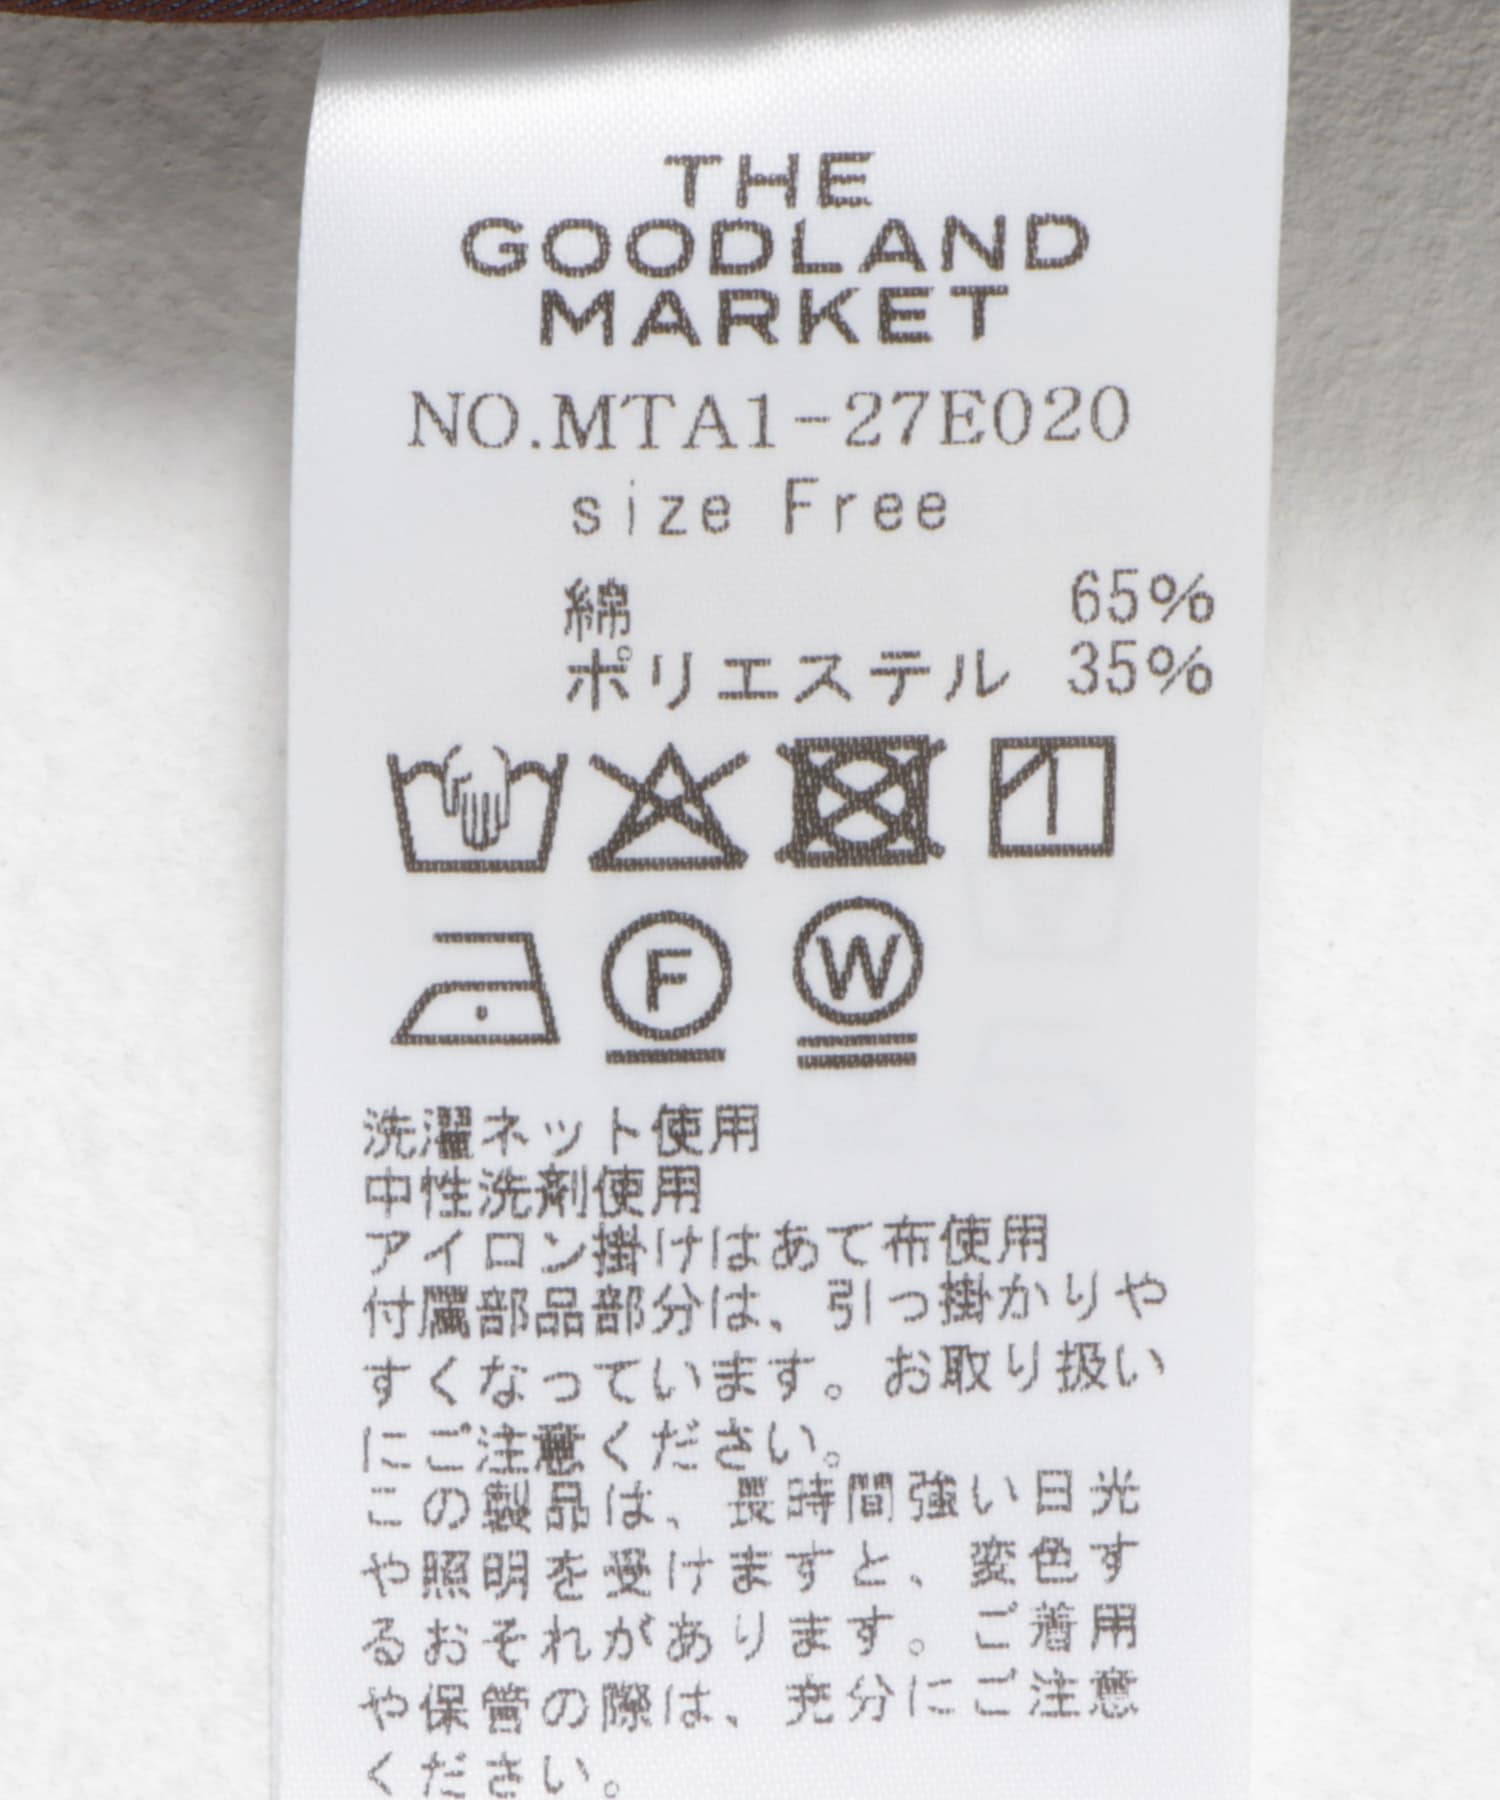 THE
GOODLAND
MARKET
NO.MTA1-27E020
size Free
綿 65%
ポリエステル 35%
F
W
洗濯ネット使用
中性洗剤使用
アイロン掛けはあて布使用
付属部品部分は、引っ掛かりや
すくなっています。お取り扱い
にご注意ください。
この製品は、長時間強い日光
や照明を受けますと、変色す
るおそれがあります。ご着用
や保管の際は、充分にご注意
ください。